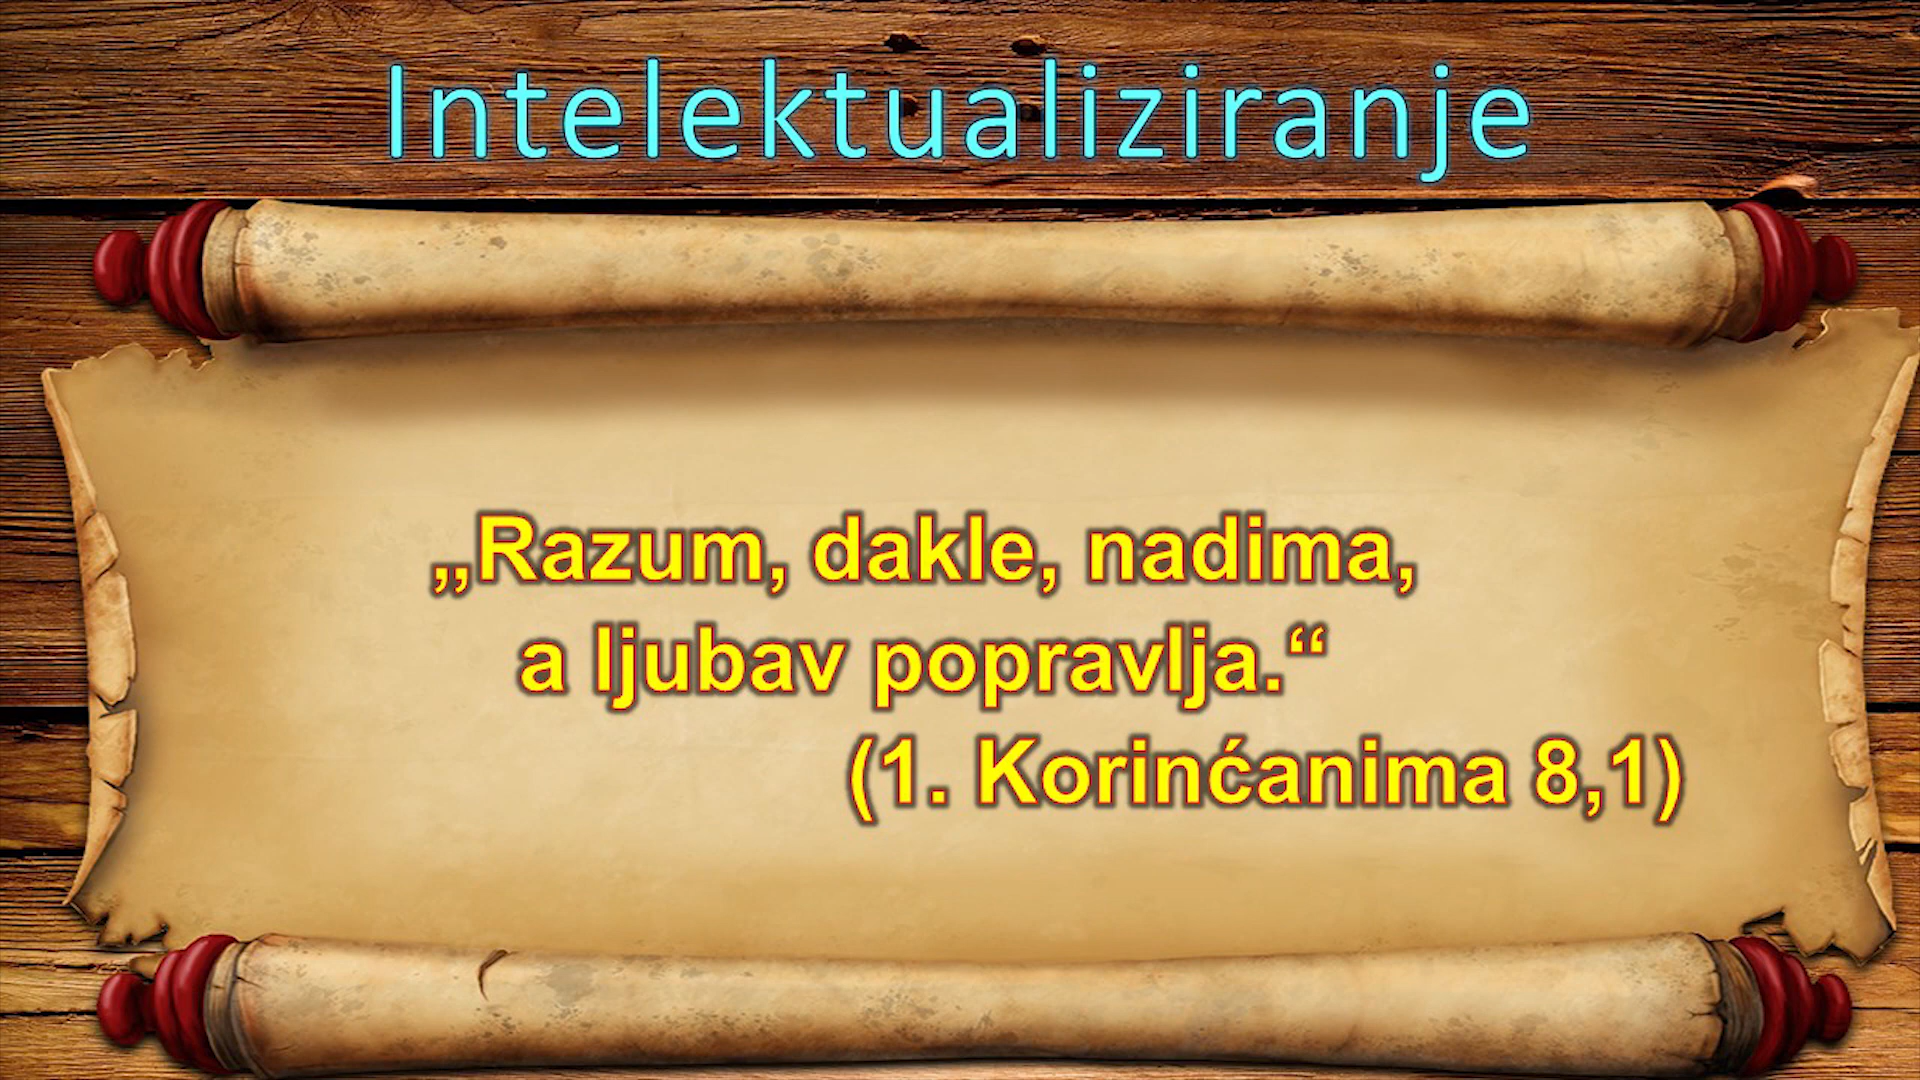 Intelektualiziranje
„Razum, dakle, nadima,
a ljubav popravlja.“
(1. Korinćanima 8,1)